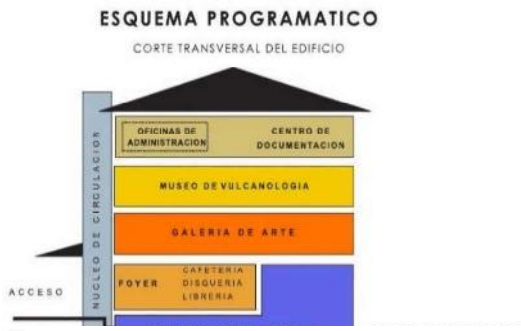 ESQUEMA PROGRAMATICO
CORTE TRANSVERSAL DEL EDIFICIO
OFICINAS DE
ADMINISTRACION
CENTRO DE
DOCUMENTACION
MUSEO DE VULCANOLOGIA
GALERIA DE ARTE
FOYER
CAFETERIA
DISQUERIA
LIBRERIA
NUCLEO DE CIRCULACION
ACCESO